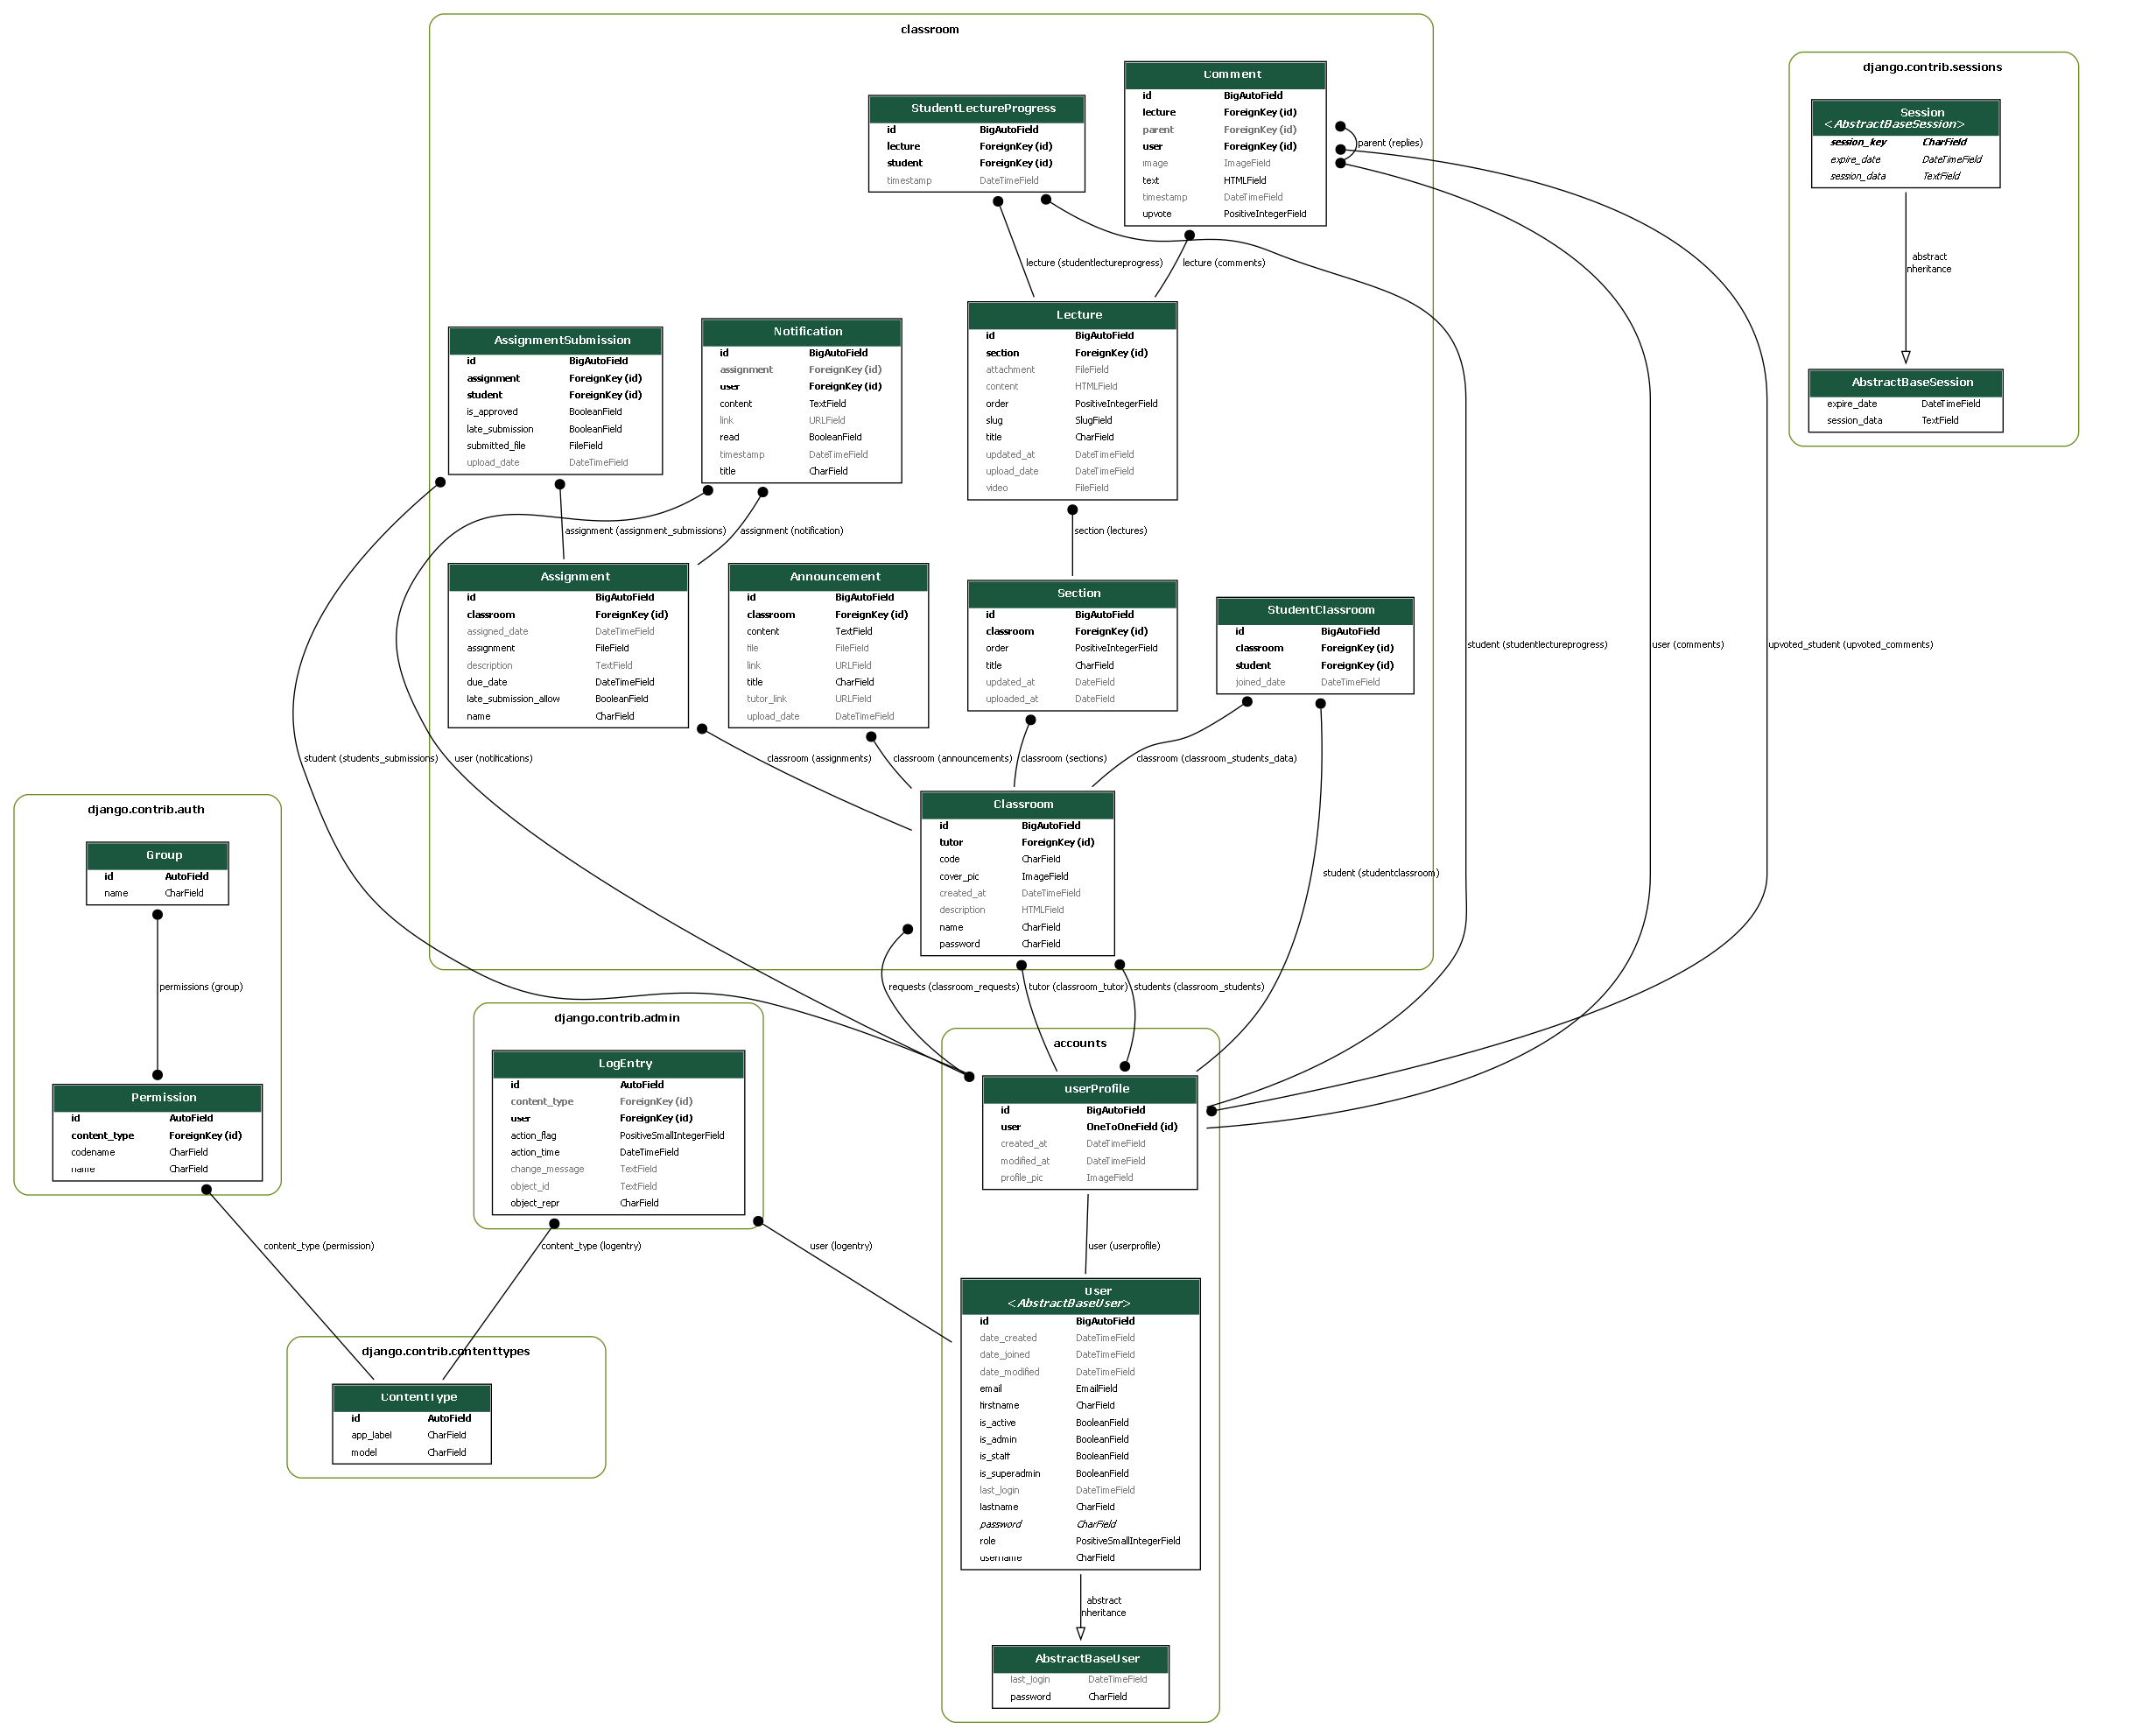 classroom
Comment
id BigAutoField
lecture ForeignKey (id)
parent ForeignKey (id)
user ForeignKey (id)
image ImageField
text HTMLField
timestamp DateTimeField
upvote PositiveIntegerField
StudentLectureProgress
id BigAutoField
lecture ForeignKey (id)
student ForeignKey (id)
timestamp DateTimeField
parent (replies)
lecture (studentlectureprogress)
lecture (comments)
django.contrib.sessions
Session
<AbstractBaseSession>
session_key CharField
expire_date DateTimeField
session_data TextField
abstract
inheritance
AbstractBaseSession
expire_date DateTimeField
session_data TextField
AssignmentSubmission
id BigAutoField
assignment ForeignKey (id)
student ForeignKey (id)
is_approved BooleanField
late_submission BooleanField
submitted_file FileField
upload_date DateTimeField
Notification
id BigAutoField
assignment ForeignKey (id)
user ForeignKey (id)
content TextField
link URLField
read BooleanField
timestamp DateTimeField
title CharField
Lecture
id BigAutoField
section ForeignKey (id)
attachment FileField
content HTMLField
order PositiveIntegerField
slug SlugField
title CharField
updated_at DateTimeField
upload_date DateTimeField
video FileField
assignment (assignment_submissions)
assignment (notification)
section (lectures)
Assignment
id BigAutoField
classroom ForeignKey (id)
assigned_date DateTimeField
assignment FileField
description TextField
due_date DateTimeField
late_submission_allow BooleanField
name CharField
Announcement
id BigAutoField
classroom ForeignKey (id)
content TextField
file FileField
link URLField
title CharField
tutor_link URLField
upload_date DateTimeField
Section
id BigAutoField
classroom ForeignKey (id)
order PositiveIntegerField
title CharField
updated_at DateField
uploaded_at DateField
StudentClassroom
id BigAutoField
classroom ForeignKey (id)
student ForeignKey (id)
joined_date DateTimeField
student (studentlectureprogress)
user (comments)
upvoted_student (upvoted_comments)
student (students_submissions)
user (notifications)
classroom (assignments)
classroom (announcements)
classroom (sections)
classroom (classroom_students_data)
Classroom
id BigAutoField
tutor ForeignKey (id)
code CharField
cover_pic ImageField
created_at DateTimeField
description HTMLField
name CharField
password CharField
student (studentclassroom)
django.contrib.auth
Group
id AutoField
name CharField
permissions (group)
Permission
id AutoField
content_type ForeignKey (id)
codename CharField
name CharField
requests (classroom_requests)
tutor (classroom_tutor)
students (classroom_students)
django.contrib.admin
LogEntry
id AutoField
content_type ForeignKey (id)
user ForeignKey (id)
action_flag PositiveSmallIntegerField
action_time DateTimeField
change_message TextField
object_id TextField
object_repr CharField
accounts
userProfile
id BigAutoField
user OneToOneField (id)
created_at DateTimeField
modified_at DateTimeField
profile_pic ImageField
content_type (permission)
content_type (logentry)
user (logentry)
user (userprofile)
django.contrib.contenttypes
ContentType
id AutoField
app_label CharField
model CharField
User
<AbstractBaseUser>
id BigAutoField
date_created DateTimeField
date_joined DateTimeField
date_modified DateTimeField
email EmailField
firstname CharField
is_active BooleanField
is_admin BooleanField
is_staff BooleanField
is_superadmin BooleanField
last_login DateTimeField
lastname CharField
password CharField
role PositiveSmallIntegerField
username CharField
abstract
inheritance
AbstractBaseUser
last_login DateTimeField
password CharField